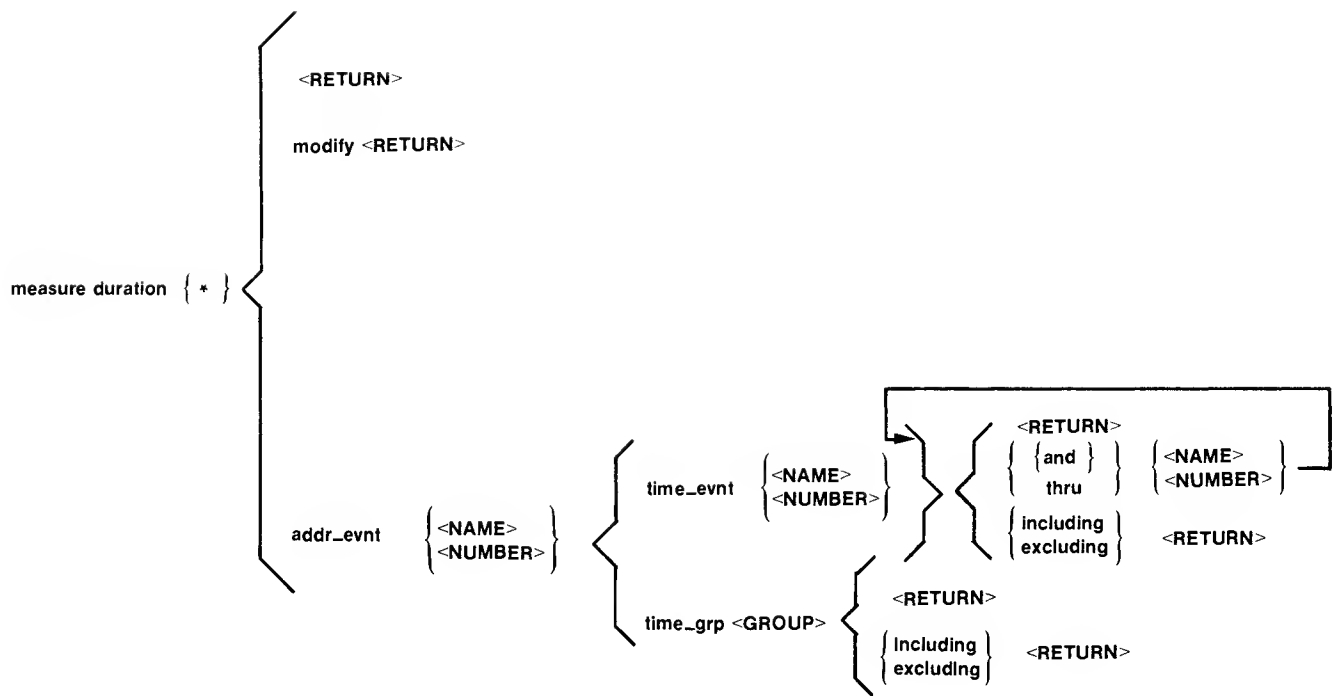 <RETURN>
modify <RETURN>
measure duration { * }
addr_evnt
<NAME>
<NUMBER>
time_evnt
<NAME>
<NUMBER>
<RETURN>
{and }
thru
<NAME>
<NUMBER>
including
excluding
<RETURN>
time_grp <GROUP>
<RETURN>
including
excluding
<RETURN>